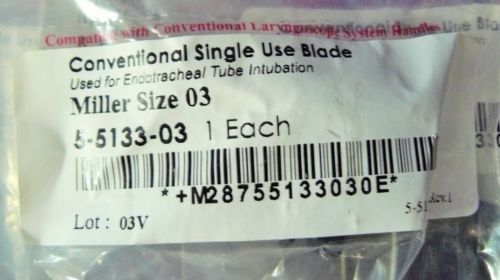 Compatible with Conventional Laryngoscope System Handles
Conventional Single Use Blade
Used for Endotracheal Tube Intubation
Miller Size 03
5-5133-03 1 Each
*+M28755133030E*
Lot: 03V